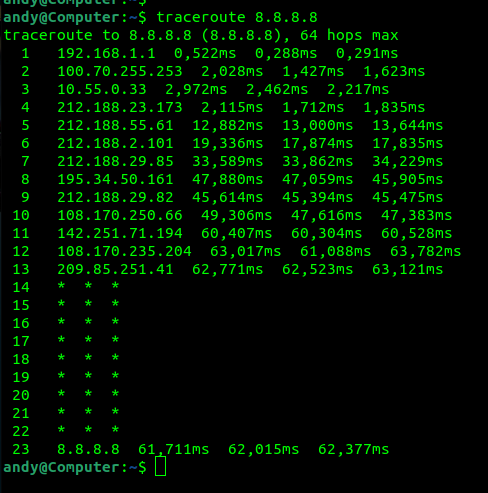 andy@Computer:~$
andy@Computer:~$ traceroute 8.8.8.8
traceroute to 8.8.8.8 (8.8.8.8), 64 hops max
  1   192.168.1.1  0,522ms  0,288ms  0,291ms
  2   100.70.255.253  2,028ms  1,427ms  1,623ms
  3   10.55.0.33  2,972ms  2,462ms  2,217ms
  4   212.188.23.173  2,115ms  1,712ms  1,835ms
  5   212.188.55.61  12,882ms  13,000ms  13,644ms
  6   212.188.2.101  19,336ms  17,874ms  17,835ms
  7   212.188.29.85  33,589ms  33,862ms  34,229ms
  8   195.34.50.161  47,880ms  47,059ms  45,905ms
  9   212.188.29.82  45,614ms  45,394ms  45,475ms
 10   108.170.250.66  49,306ms  47,616ms  47,383ms
 11   142.251.71.194  60,407ms  60,304ms  60,528ms
 12   108.170.235.204  63,017ms  61,088ms  63,782ms
 13   209.85.251.41  62,771ms  62,523ms  63,121ms
 14   *  *  *
 15   *  *  *
 16   *  *  *
 17   *  *  *
 18   *  *  *
 19   *  *  *
 20   *  *  *
 21   *  *  *
 22   *  *  *
 23   8.8.8.8  61,711ms  62,015ms  62,377ms
andy@Computer:~$